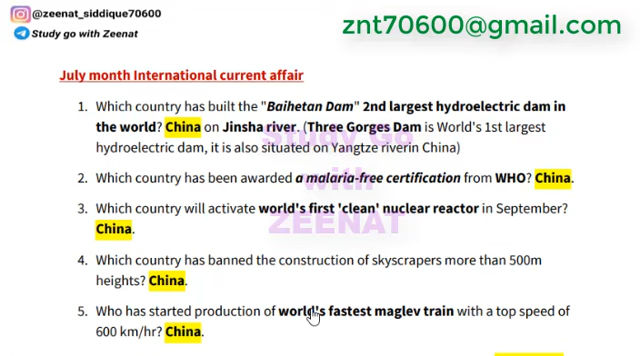 @zeenat_siddique70600
Study go with Zeenat
znt70600@gmail.com
July month International current affair
1. Which country has built the "Baihetan Dam" 2nd largest hydroelectric dam in
the world? China on Jinsha river. (Three Gorges Dam is World's 1st largest
hydroelectric dam, it is also situated on Yangtze riverin China)
2. Which country has been awarded a malaria-free certification from WHO? China.
3. Which country will activate world's first 'clean' nuclear reactor in September?
China.
4. Which country has banned the construction of skyscrapers more than 500m
heights? China.
5. Who has started production of world's fastest maglev train with a top speed of
600 km/hr? China.
Study Go
with
ZEENAT